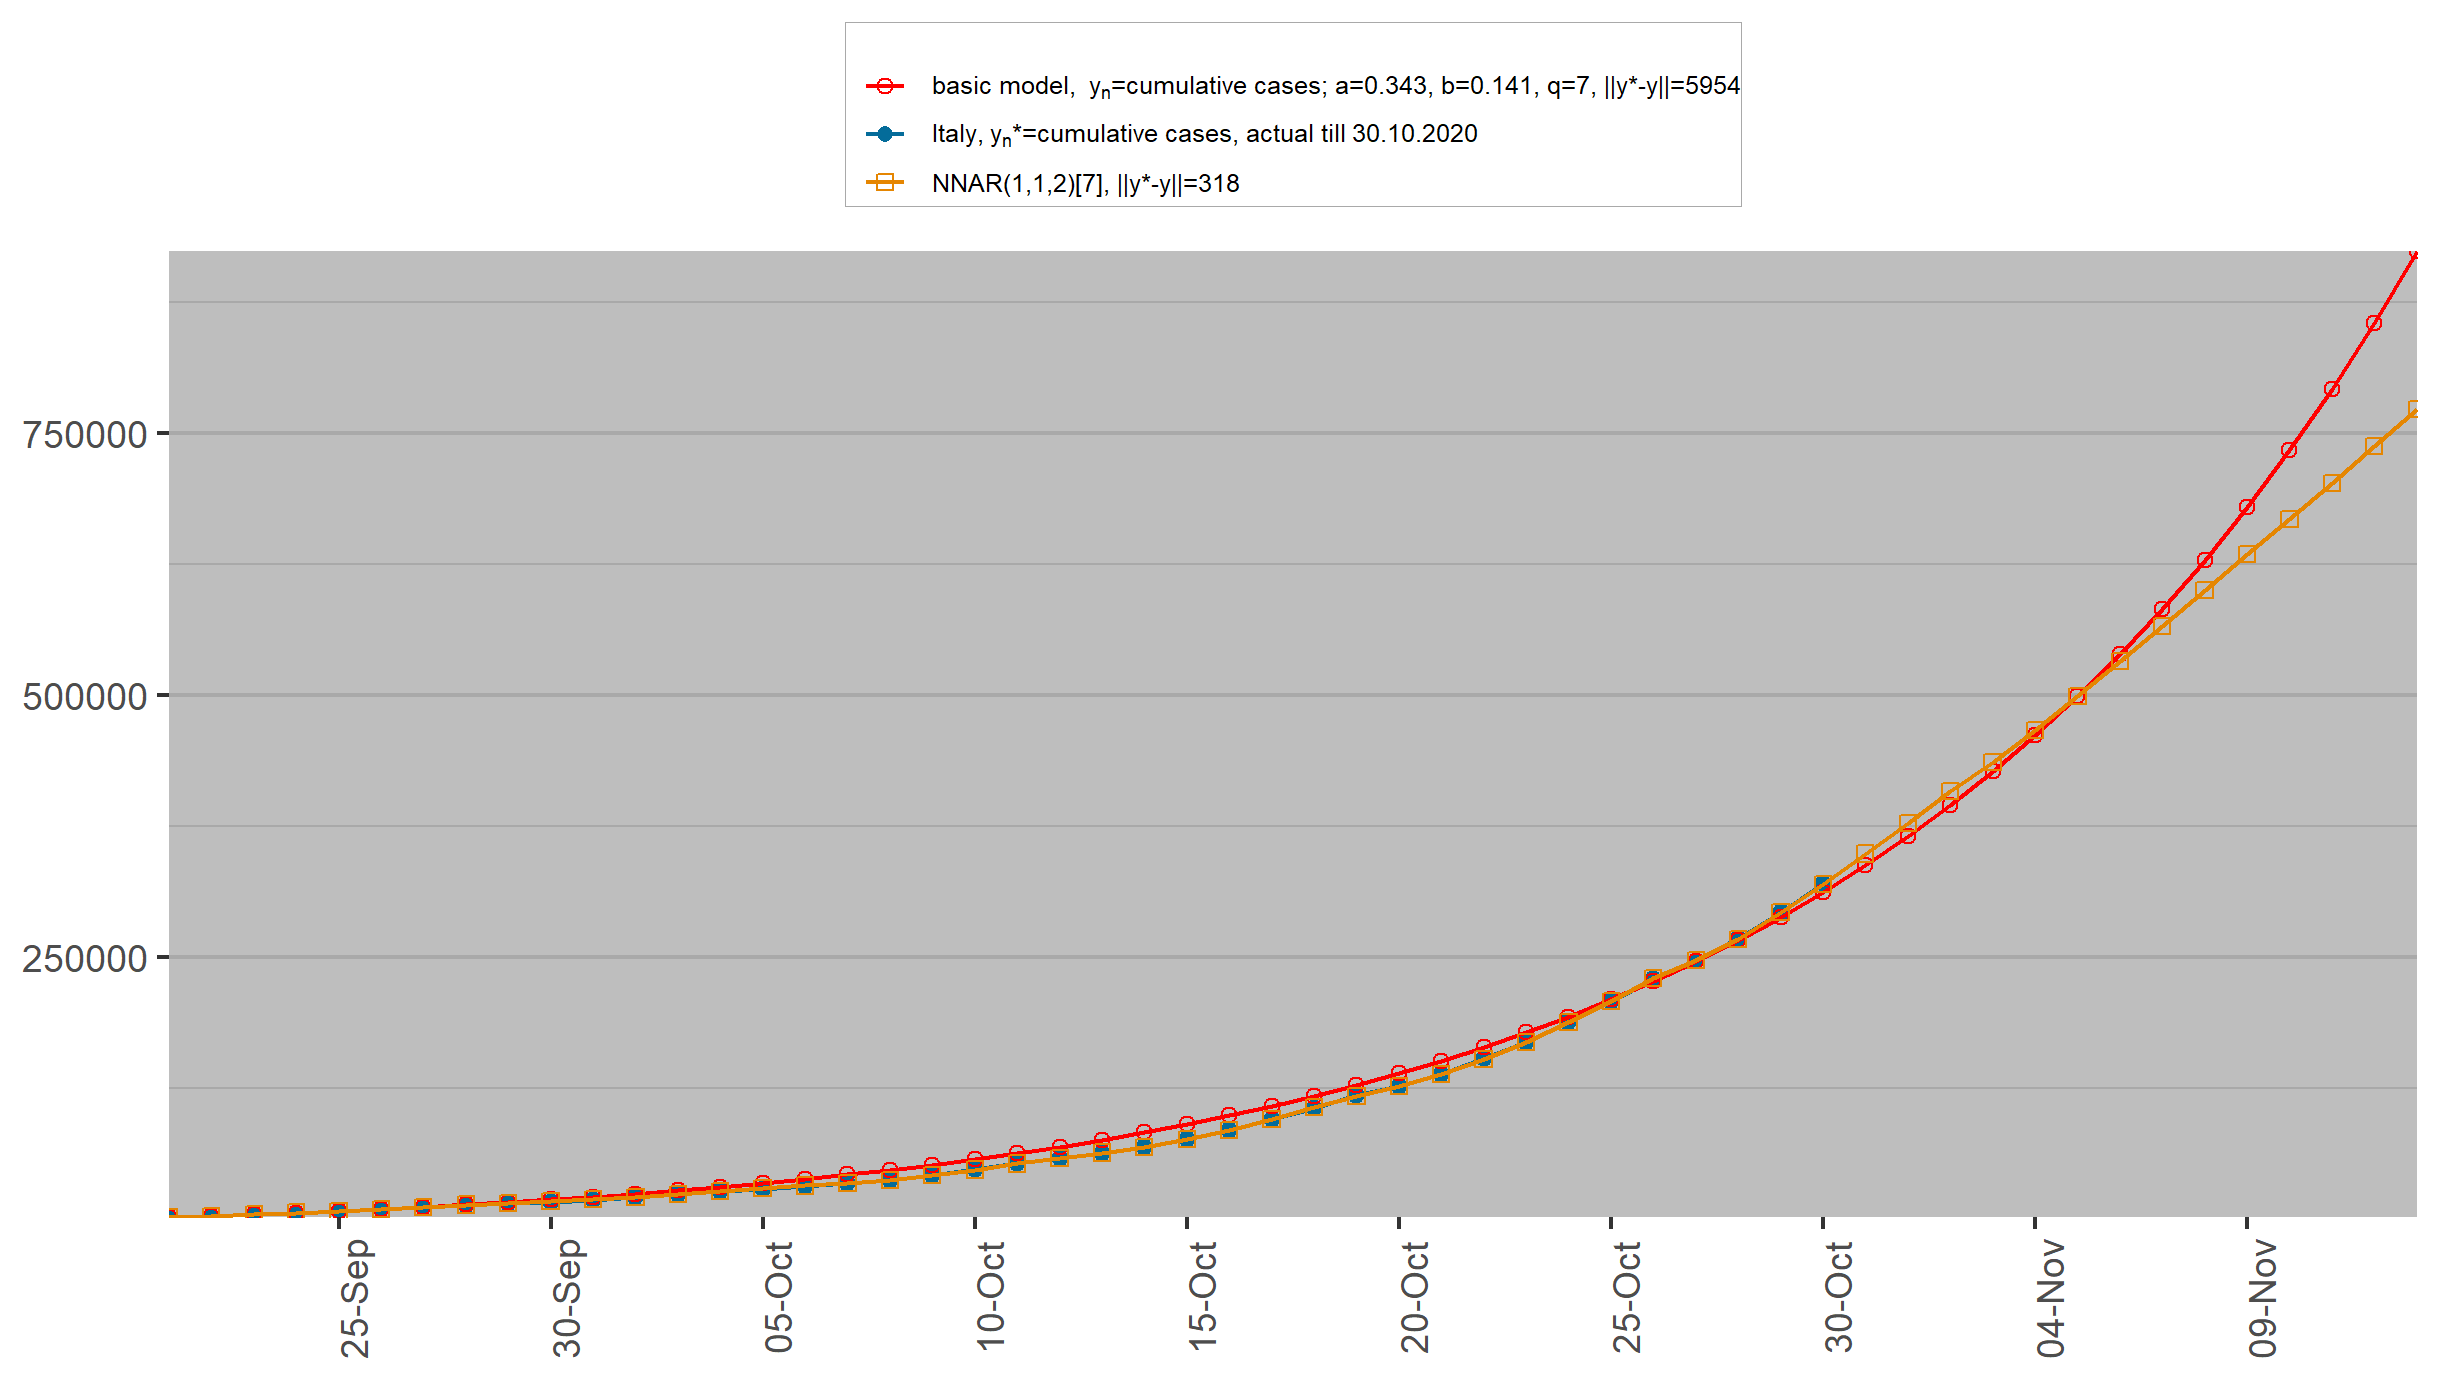 basic model,  yn=cumulative cases; a=0.343, b=0.141, q=7, ||y*-y||=5954
Italy, yn*=cumulative cases, actual till 30.10.2020
NNAR(1,1,2)[7], ||y*-y||=318
750000
500000
250000
25-Sep
30-Sep
05-Oct
10-Oct
15-Oct
20-Oct
25-Oct
30-Oct
04-Nov
09-Nov